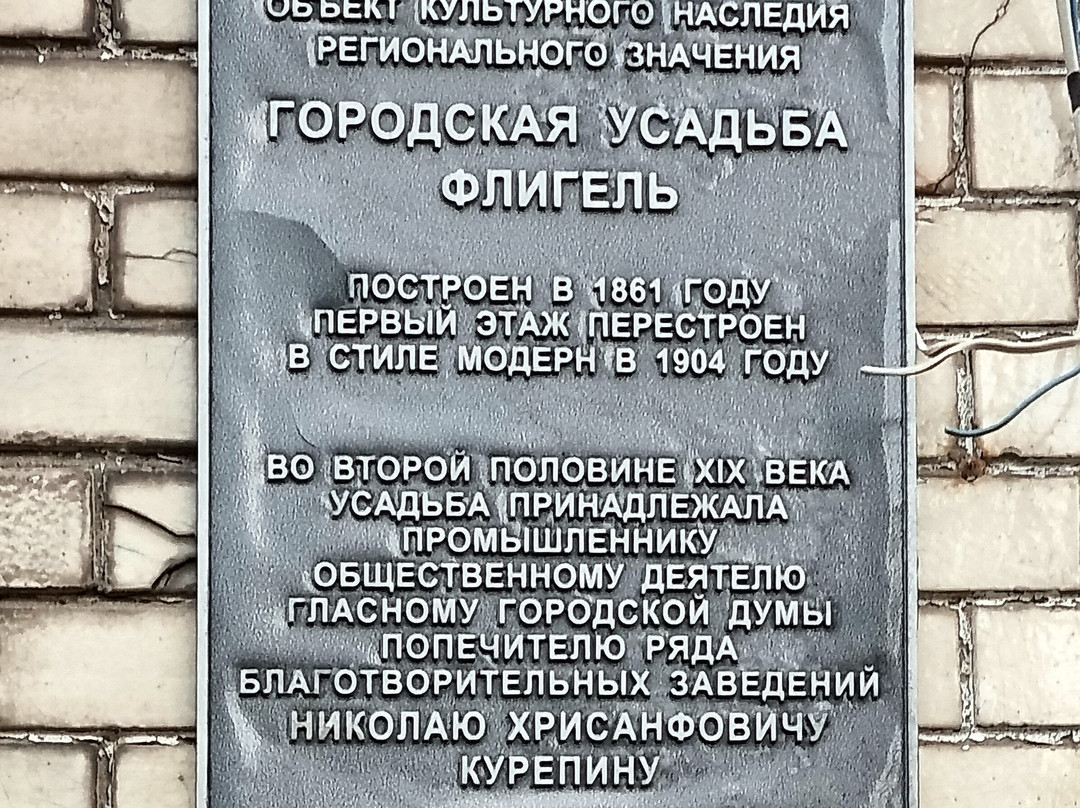 ОБЪЕКТ КУЛЬТУРНОГО НАСЛЕДИЯ
РЕГИОНАЛЬНОГО ЗНАЧЕНИЯ
ГОРОДСКАЯ УСАДЬБА
ФЛИГЕЛЬ
ПОСТРОЕН В 1861 ГОДУ
ПЕРВЫЙ ЭТАЖ ПЕРЕСТРОЕН
В СТИЛЕ МОДЕРН В 1904 ГОДУ
ВО ВТОРОЙ ПОЛОВИНЕ XIX ВЕКА
УСАДЬБА ПРИНАДЛЕЖАЛА
ПРОМЫШЛЕННИКУ
ОБЩЕСТВЕННОМУ ДЕЯТЕЛЮ
ГЛАСНОМУ ГОРОДСКОЙ ДУМЫ
ПОПЕЧИТЕЛЮ РЯДА
БЛАГОТВОРИТЕЛЬНЫХ ЗАВЕДЕНИЙ
НИКОЛАЮ ХРИСАНФОВИЧУ
КУРЕПИНУ